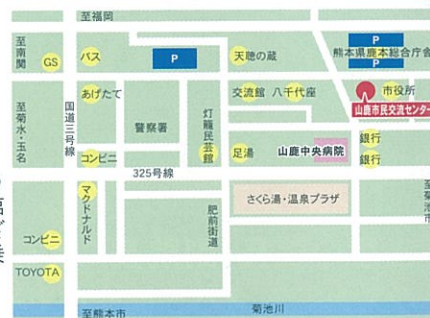 至福岡
至南関
GS
バス
P
天聴の蔵
P
熊本県鹿本総合庁舎
P
あげたて
交流館
八千代座
市役所
山鹿市民交流センター
至菊水・玉名
国道三号線
警察署
灯籠民芸館
銀行
コンビニ
足湯
山鹿中央病院
銀行
325号線
マクドナルド
肥前街道
さくら湯・温泉プラザ
至菊池市
コンビニ
TOYOTA
菊池川
至熊本市